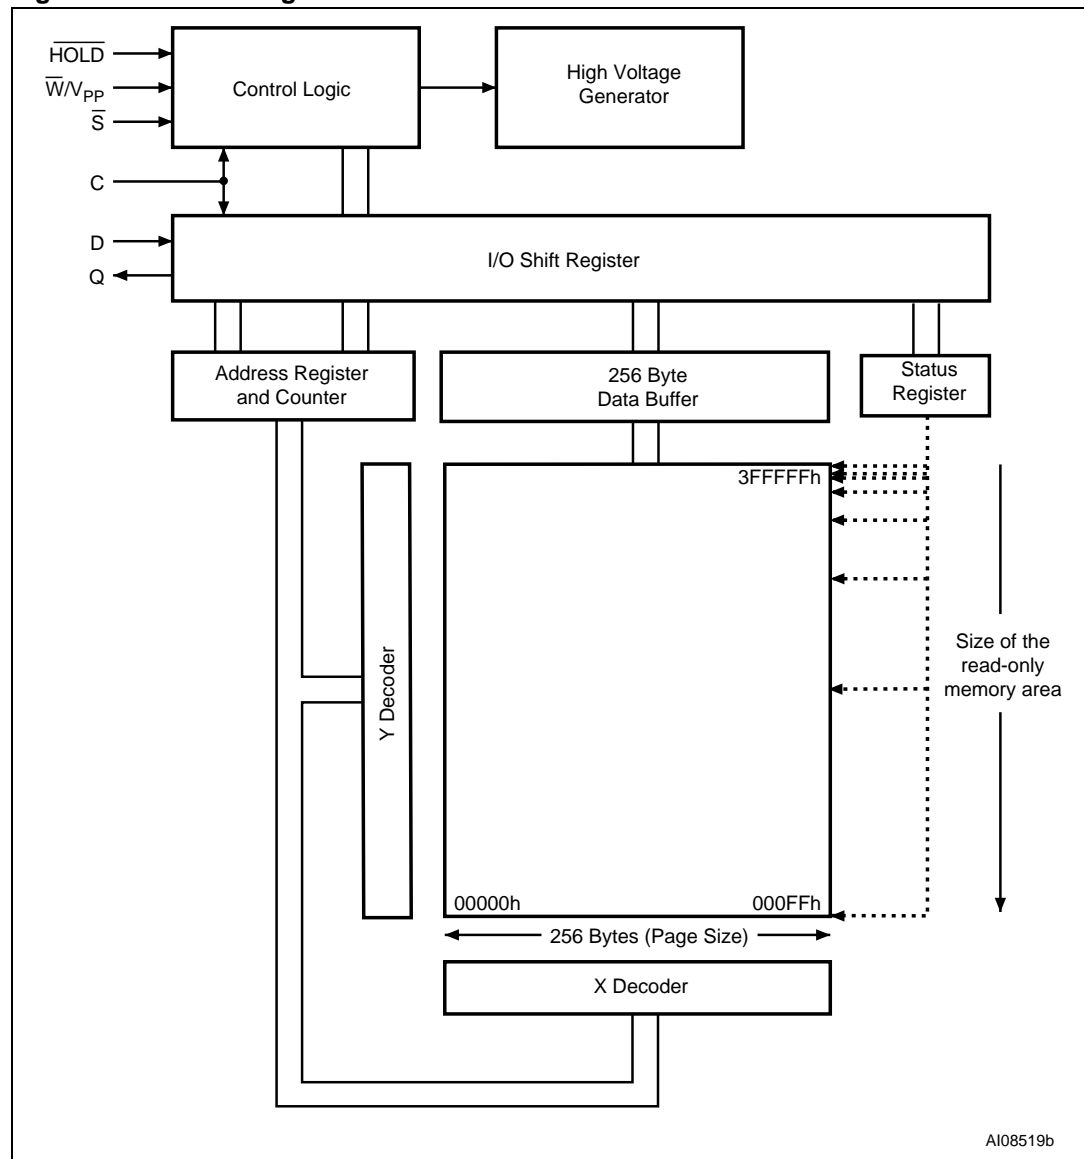 HOLD
W/VPP
S
C
D
Q
Control Logic
High Voltage
Generator
I/O Shift Register
Address Register
and Counter
256 Byte
Data Buffer
Status
Register
3FFFFFh
Y Decoder
Size of the
read-only
memory area
00000h
000FFh
256 Bytes (Page Size)
X Decoder
AI08519b